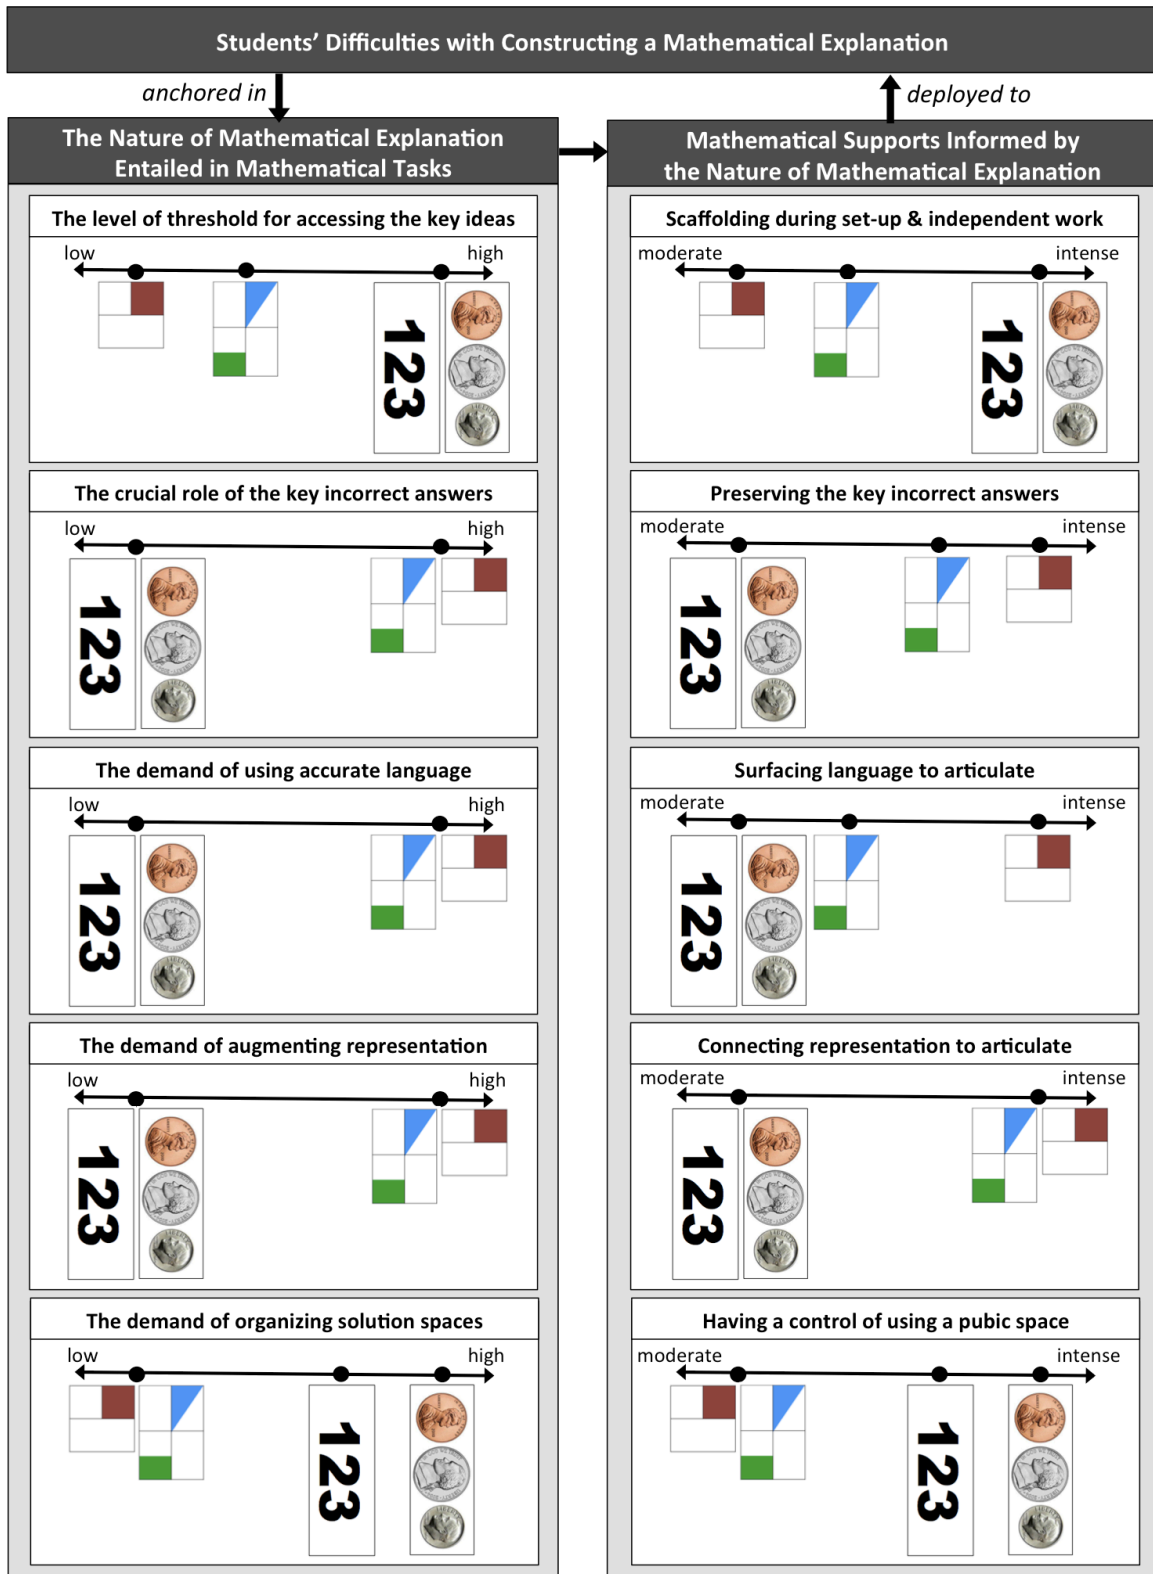 Students' Difficulties with Constructing a Mathematical Explanation
anchored in
deployed to
The Nature of Mathematical Explanation
Entailed in Mathematical Tasks
Mathematical Supports Informed by
the Nature of Mathematical Explanation
The level of threshold for accessing the key ideas
low
high
123
Scaffolding during set-up & independent work
moderate
intense
123
The crucial role of the key incorrect answers
low
high
123
Preserving the key incorrect answers
moderate
intense
123
The demand of using accurate language
low
high
123
Surfacing language to articulate
moderate
intense
123
The demand of augmenting representation
low
high
123
Connecting representation to articulate
moderate
intense
123
The demand of organizing solution spaces
low
high
123
Having a control of using a pubic space
moderate
intense
123